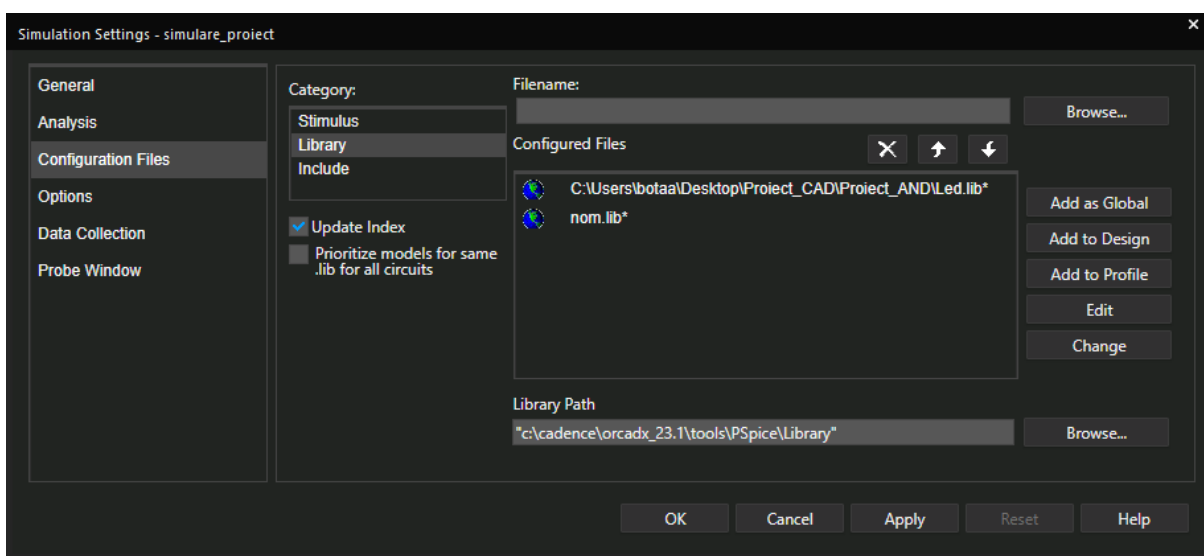 Simulation Settings - simulare_proiect
General
Analysis
Configuration Files
Options
Data Collection
Probe Window
Category:
Stimulus
Library
Include
Update Index
Prioritize models for same
.lib for all circuits
Filename:
Browse...
Configured Files
C:\Users\botaa\Desktop\Proiect_CAD\Proiect_AND\Led.lib*
nom.lib*
Add as Global
Add to Design
Add to Profile
Edit
Change
Library Path
"c:\cadence\orcadx_23.1\tools\PSpice\Library"
Browse...
OK
Cancel
Apply
Reset
Help